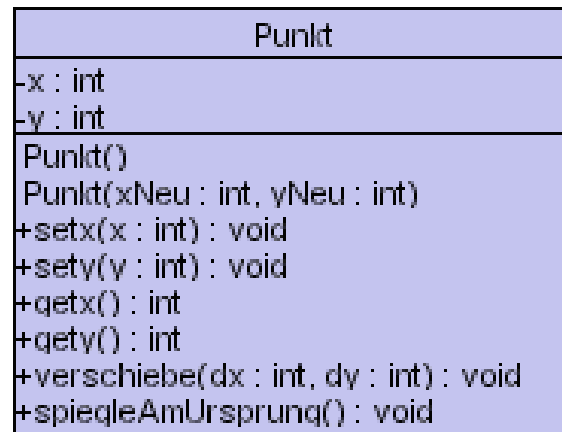 Punkt
-x : int
-y : int
Punkt()
Punkt(xNeu : int, yNeu : int)
+setx(x : int) : void
+sety(y : int) : void
+getx() : int
+gety() : int
+verschiebe(dx : int, dy : int) : void
+spiegleAmUrsprung() : void